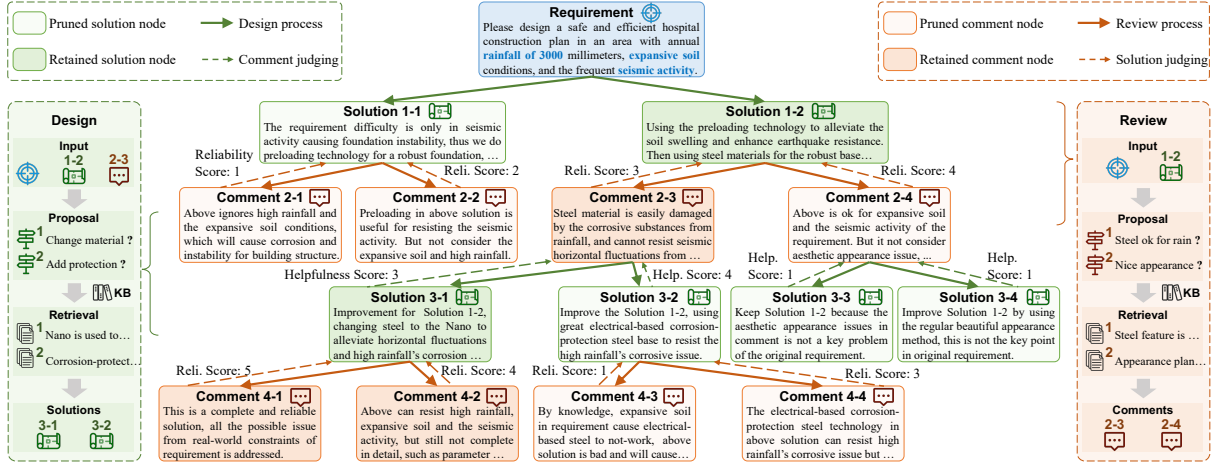 Pruned solution node
Design process
Retained solution node
Comment judging
Requirement
Please design a safe and efficient hospital
construction plan in an area with annual
rainfall of 3000 millimeters, expansive soil
conditions, and the frequent seismic activity.
Pruned comment node
Review process
Retained comment node
Solution judging
Design
Input
1-2
2-3
Proposal
1 Change material ?
2 Add protection ?
KB
Retrieval
1 Nano is used to…
2 Corrosion-protect…
Solutions
3-1
3-2
Solution 1-1
The requirement difficulty is only in seismic
activity causing foundation instability, thus we do
preloading technology for a robust foundation, …
Solution 1-2
Using the preloading technology to alleviate the
soil swelling and enhance earthquake resistance.
Then using steel materials for the robust base…
Reliability
Score: 1
Reli. Score: 2
Reli. Score: 3
Reli. Score: 4
Comment 2-1
Above ignores high rainfall and
the expansive soil conditions,
which will cause corrosion and
instability for building structure.
Comment 2-2
Preloading in above solution is
useful for resisting the seismic
activity. But not consider the
expansive soil and high rainfall.
Comment 2-3
Steel material is easily damaged
by the corrosive substances from
rainfall, and cannot resist seismic
horizontal fluctuations from …
Comment 2-4
Above is ok for expansive soil
and the seismic activity of the
requirement. But it not consider
aesthetic appearance issue, ...
Helpfulness Score: 3
Help. Score: 4
Help.
Score: 1
Help.
Score: 1
Solution 3-1
Improvement for Solution 1-2,
changing steel to the Nano to
alleviate horizontal fluctuations
and high rainfall's corrosion …
Solution 3-2
Improve the Solution 1-2, using
great electrical-based corrosion-
protection steel base to resist the
high rainfall's corrosive issue.
Solution 3-3
Keep Solution 1-2 because the
aesthetic appearance issues in
comment is not a key problem
of the original requirement.
Solution 3-4
Improve Solution 1-2 by using
the regular beautiful appearance
method, this is not the key point
in original requirement.
Reli. Score: 5
Reli. Score: 4
Reli. Score: 1
Reli. Score: 3
Comment 4-1
This is a complete and reliable
solution, all the possible issue
from real-world constraints of
requirement is addressed.
Comment 4-2
Above can resist high rainfall,
expansive soil and the seismic
activity, but still not complete
in detail, such as parameter …
Comment 4-3
By knowledge, expansive soil
in requirement cause electrical-
based steel to not-work, above
solution is bad and will cause…
Comment 4-4
The electrical-based corrosion-
protection steel technology in
above solution can resist high
rainfall's corrosive issue but …
Review
Input
1-2
Proposal
1 Steel ok for rain ?
2 Nice appearance ?
KB
Retrieval
1 Steel feature is …
2 Appearance plan…
Comments
2-3
2-4